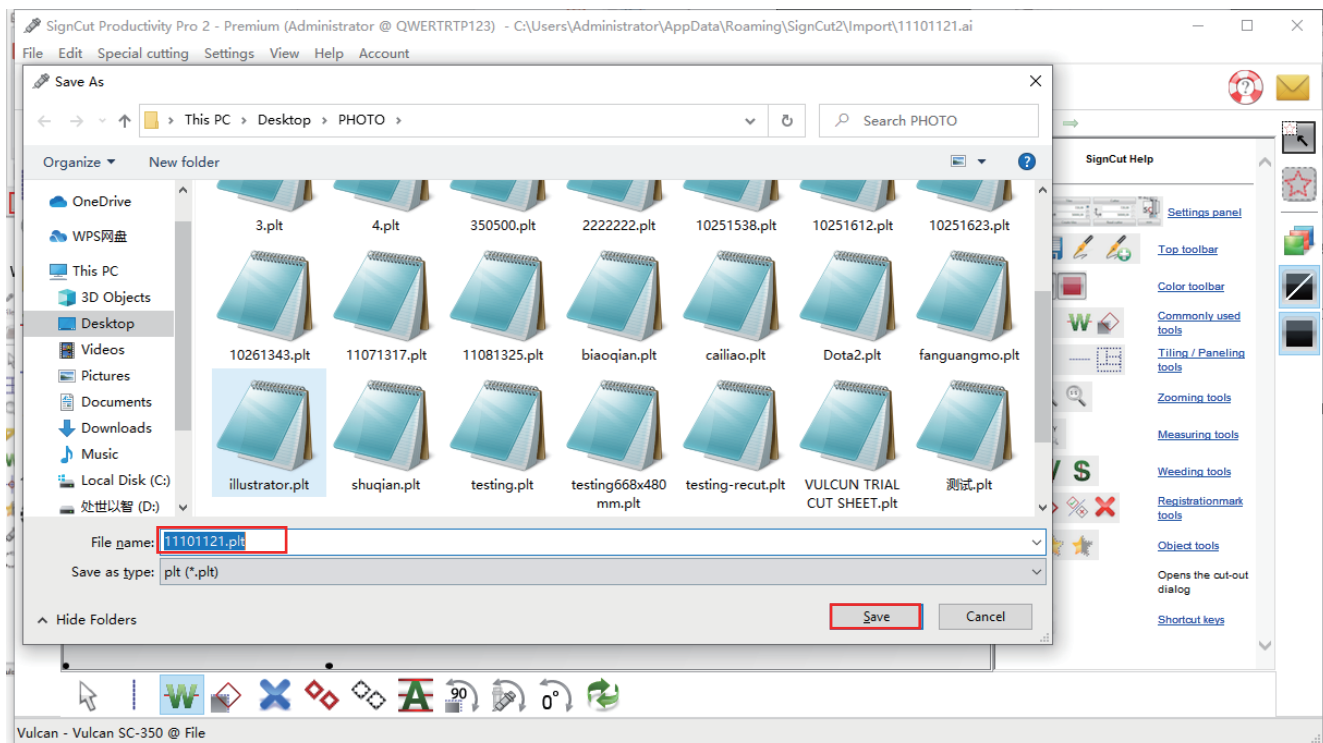 SignCut Productivity Pro 2 - Premium (Administrator @ QWERTRTP123) - C:\Users\Administrator\AppData\Roaming\SignCut2\Import\11101121.ai
File Edit Special cutting Settings View Help Account
Save As
This PC > Desktop > PHOTO >
Search PHOTO
Organize
New folder
OneDrive
WPS网盘
This PC
3D Objects
Desktop
Videos
Pictures
Documents
Downloads
Music
Local Disk (C:)
处世以智 (D:)
3.plt 4.plt 350500.plt 2222222.plt 10251538.plt 10251612.plt 10251623.plt
10261343.plt 11071317.plt 11081325.plt biaoqian.plt cailiao.plt Dota2.plt fanguangmo.plt
illustrator.plt shuqian.plt testing.plt testing668x480 testing-recut.plt VULCUN TRIAL 测试.plt
mm.plt CUT SHEET.plt
File name: 11101121.plt
Save as type: plt (*.plt)
Hide Folders
Save
Cancel
SignCut Help
Settings panel
Top toolbar
Color toolbar
Commonly used
tools
Tiling / Paneling
tools
Zooming tools
Measuring tools
Weeding tools
Registrationmark
tools
Object tools
Opens the cut-out
dialog
Shortcut keys
90
0°
Vulcan - Vulcan SC-350 @ File